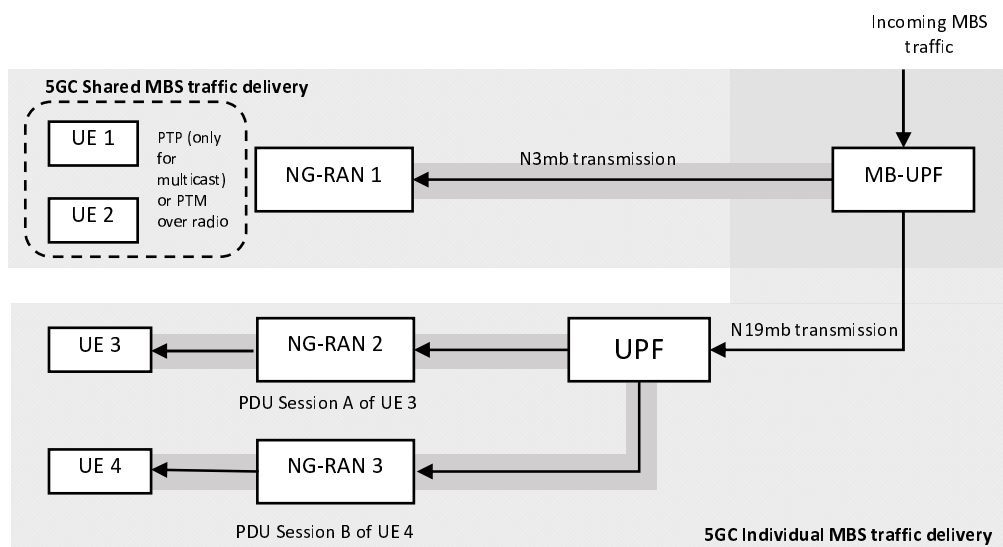 Incoming MBS
traffic
5GC Shared MBS traffic delivery
UE 1
UE 2
PTP (only
for
multicast)
or PTM
over radio
NG-RAN 1
N3mb transmission
MB-UPF
N19mb transmission
UE 3
NG-RAN 2
UPF
PDU Session A of UE 3
UE 4
NG-RAN 3
PDU Session B of UE 4
5GC Individual MBS traffic delivery